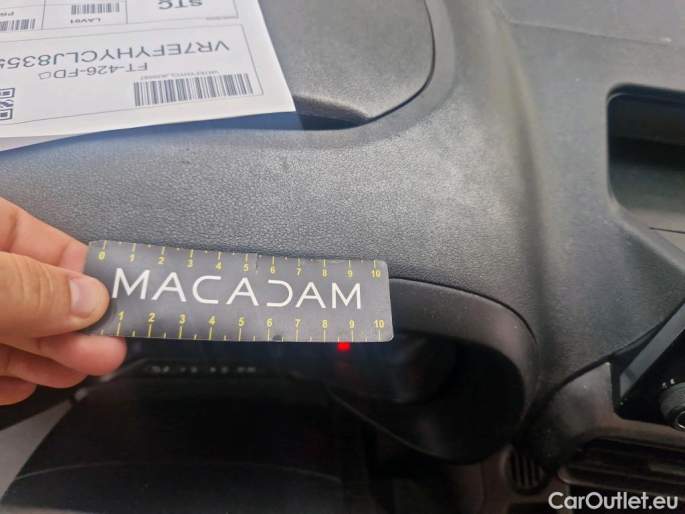 STC
LAV01
VR7EFYHYCLJ835
FT-426-FD
MACADAM
0 1 2 3 4 5 6 7 8 9 10
1 2 3 4 5 6 7 8 9 10
CarOutlet.eu